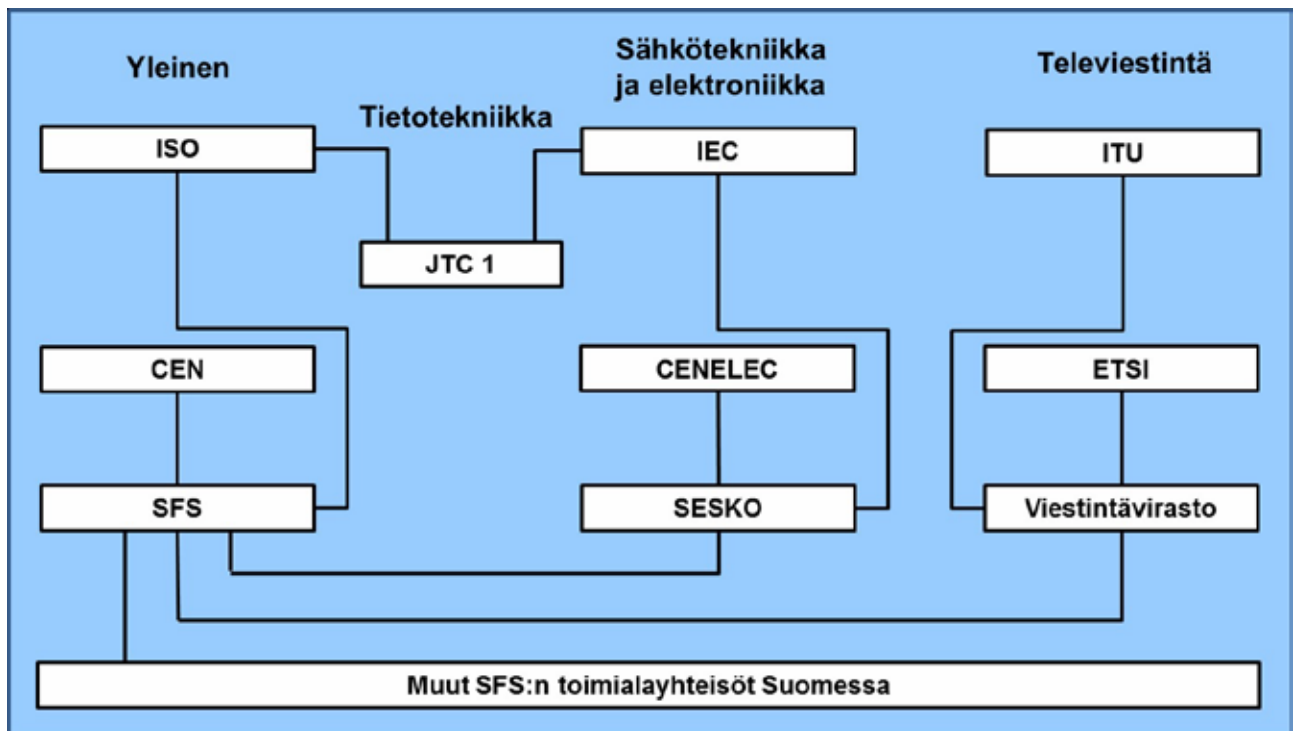 Yleinen
Tietotekniikka
Sähkötekniikka
ja elektroniikka
Televiestintä
ISO
IEC
ITU
JTC 1
CEN
CENELEC
ETSI
SFS
SESKO
Viestintävirasto
Muut SFS:n toimialayhteisöt Suomessa